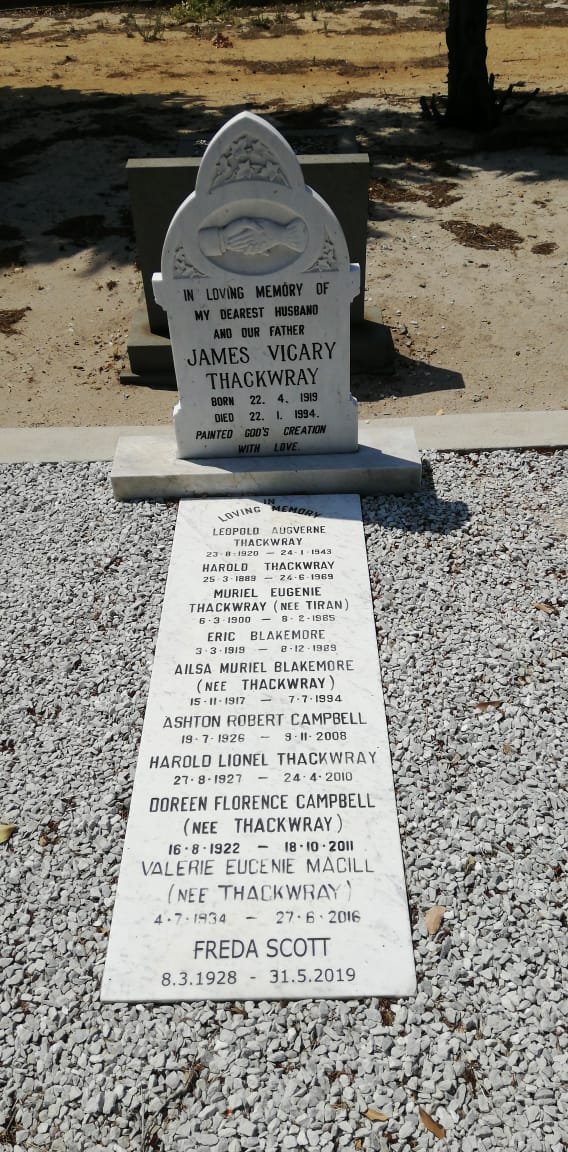 IN LOVING MEMORY OF
MY DEAREST HUSBAND
AND OUR FATHER
JAMES VICARY
THACKWRAY
BORN 22. 4. 1919
DIED 22. 1. 1994.
PAINTED GOD'S CREATION
WITH LOVE.
IN
LOVING MEMORY
LEOPOLD AUGVERNE
THACKWRAY
23·8·1920 — 24·1·1943
HAROLD THACKWRAY
25·3·1889 — 24·6·1969
MURIEL EUGENIE
THACKWRAY (NEE TIRAN)
6·3·1900 — 8·2·1985
ERIC BLAKEMORE
3·3·1919 — 8·12·1989
AILSA MURIEL BLAKEMORE
(NEE THACKWRAY)
15·11·1917 — 7·7·1994
ASHTON ROBERT CAMPBELL
19·7·1926 — 9·11·2008
HAROLD LIONEL THACKWRAY
27·8·1927 — 24·4·2010
DOREEN FLORENCE CAMPBELL
(NEE THACKWRAY)
16·8·1922 — 18·10·2011
VALERIE EUGENIE MAGILL
(NEE THACKWRAY)
4·7·1934 — 27·6·2016
FREDA SCOTT
8.3.1928 - 31.5.2019